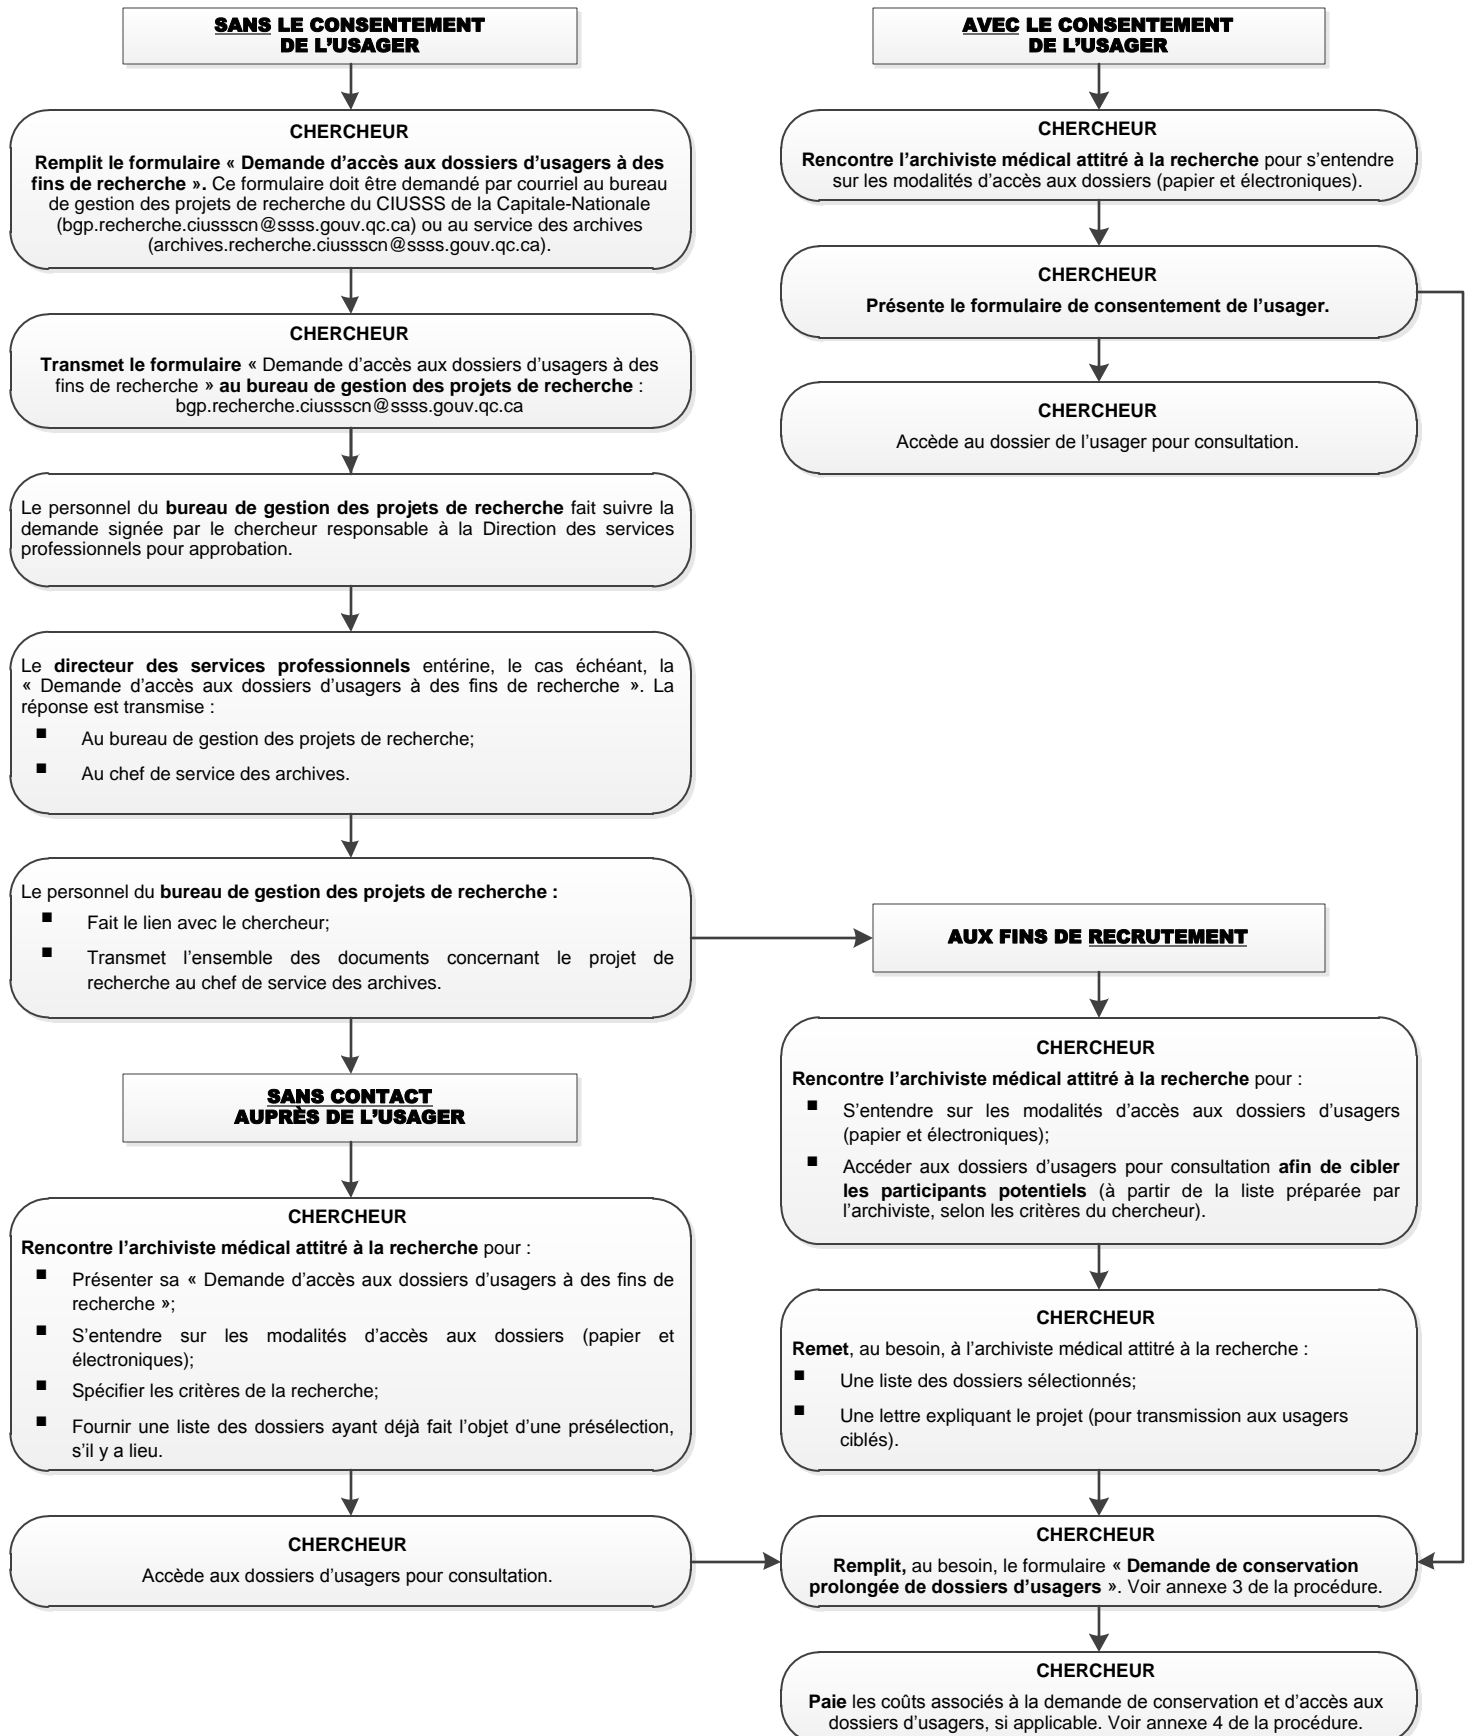 SANS LE CONSENTEMENT
DE L'USAGER
CHERCHEUR
Remplit le formulaire « Demande d'accès aux dossiers d'usagers à des
fins de recherche ». Ce formulaire doit être demandé par courriel au bureau
de gestion des projets de recherche du CIUSSS de la Capitale-Nationale
(bgp.recherche.ciussscn@ssss.gouv.qc.ca) ou au service des archives
(archives.recherche.ciussscn@ssss.gouv.qc.ca).
CHERCHEUR
Transmet le formulaire « Demande d'accès aux dossiers d'usagers à des
fins de recherche » au bureau de gestion des projets de recherche :
bgp.recherche.ciussscn@ssss.gouv.qc.ca
Le personnel du bureau de gestion des projets de recherche fait suivre la
demande signée par le chercheur responsable à la Direction des services
professionnels pour approbation.
Le directeur des services professionnels entérine, le cas échéant, la
« Demande d'accès aux dossiers d'usagers à des fins de recherche ». La
réponse est transmise :
▪ Au bureau de gestion des projets de recherche;
▪ Au chef de service des archives.
Le personnel du bureau de gestion des projets de recherche :
▪ Fait le lien avec le chercheur;
▪ Transmet l'ensemble des documents concernant le projet de
recherche au chef de service des archives.
SANS CONTACT
AUPRÈS DE L'USAGER
CHERCHEUR
Rencontre l'archiviste médical attitré à la recherche pour :
▪ Présenter sa « Demande d'accès aux dossiers d'usagers à des fins de
recherche »;
▪ S'entendre sur les modalités d'accès aux dossiers (papier et
électroniques);
▪ Spécifier les critères de la recherche;
▪ Fournir une liste des dossiers ayant déjà fait l'objet d'une présélection,
s'il y a lieu.
CHERCHEUR
Accède aux dossiers d'usagers pour consultation.
AVEC LE CONSENTEMENT
DE L'USAGER
CHERCHEUR
Rencontre l'archiviste médical attitré à la recherche pour s'entendre
sur les modalités d'accès aux dossiers (papier et électroniques).
CHERCHEUR
Présente le formulaire de consentement de l'usager.
CHERCHEUR
Accède au dossier de l'usager pour consultation.
AUX FINS DE RECRUTEMENT
CHERCHEUR
Rencontre l'archiviste médical attitré à la recherche pour :
▪ S'entendre sur les modalités d'accès aux dossiers d'usagers
(papier et électroniques);
▪ Accéder aux dossiers d'usagers pour consultation afin de cibler
les participants potentiels (à partir de la liste préparée par
l'archiviste, selon les critères du chercheur).
CHERCHEUR
Remet, au besoin, à l'archiviste médical attitré à la recherche :
▪ Une liste des dossiers sélectionnés;
▪ Une lettre expliquant le projet (pour transmission aux usagers
ciblés).
CHERCHEUR
Remplit, au besoin, le formulaire « Demande de conservation
prolongée de dossiers d'usagers ». Voir annexe 3 de la procédure.
CHERCHEUR
Paie les coûts associés à la demande de conservation et d'accès aux
dossiers d'usagers, si applicable. Voir annexe 4 de la procédure.